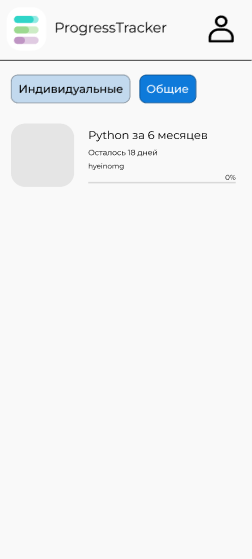 ProgressTracker
Индивидуальные
Общие
Python за 6 месяцев
Осталось 18 дней
hyeinomg
0%